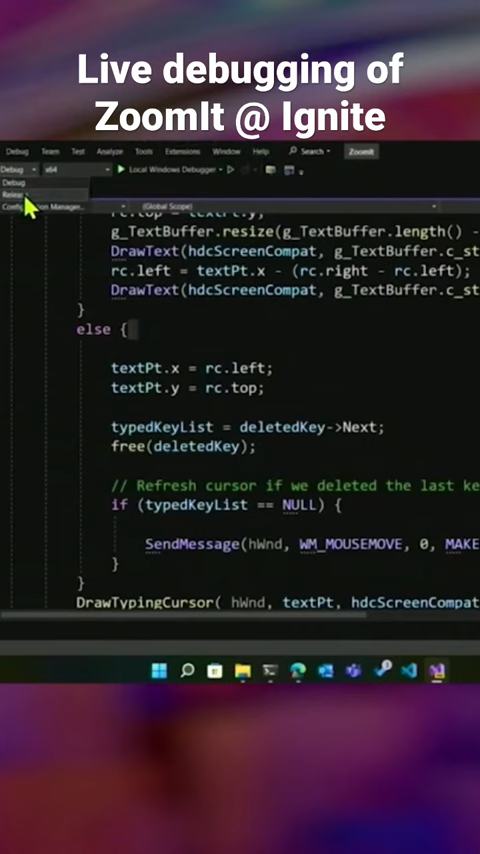 Live debugging of
ZoomIt @ Ignite
Debug Team Test Analyze Tools Extensions Window Help Search ZoomIt
Debug x64 Local Windows Debugger
Debug
(Global Scope)
rc.top = textPt.y;
g_TextBuffer.resize(g_TextBuffer.length() -
DrawText(hdcScreenCompat, g_TextBuffer.c_st
rc.left = textPt.x - (rc.right - rc.left);
DrawText(hdcScreenCompat, g_TextBuffer.c_st
}
else {
textPt.x = rc.left;
textPt.y = rc.top;
typedKeyList = deletedKey->Next;
free(deletedKey);
// Refresh cursor if we deleted the last ke
if (typedKeyList == NULL) {
SendMessage(hWnd, WM_MOUSEMOVE, 0, MAKE
}
}
DrawTypingCursor( hWnd, textPt, hdcScreenCompat